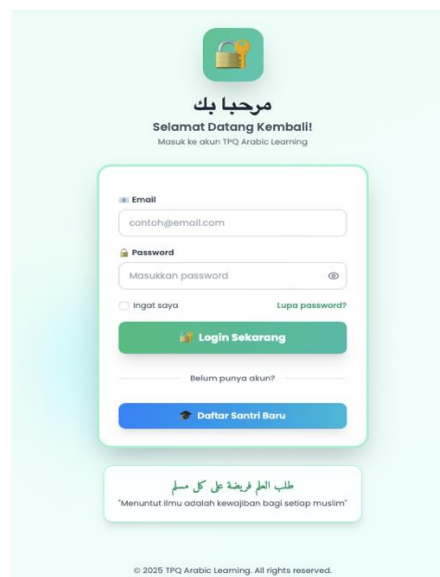 مرحبا بك
Selamat Datang Kembali!
Masuk ke akun TPQ Arabic Learning
Email
contoh@email.com
Password
Masukkan password
Ingat saya
Lupa password?
Login Sekarang
Belum punya akun?
Daftar Santri Baru
طلب العلم فريضة على كل مسلم
"Menuntut ilmu adalah kewajiban bagi setiap muslim"
© 2025 TPQ Arabic Learning. All rights reserved.